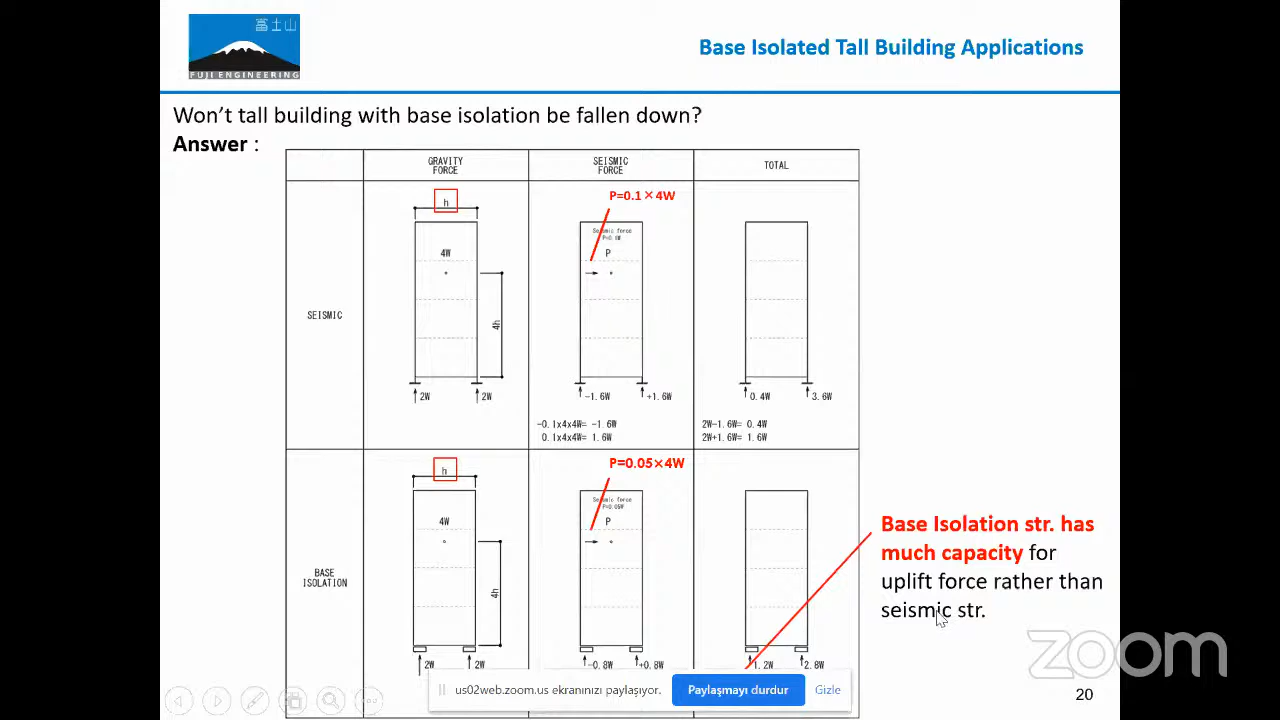 富士山
FUJI ENGINEERING
Base Isolated Tall Building Applications
Won't tall building with base isolation be fallen down?
Answer :
GRAVITY
FORCE
SEISMIC
FORCE
TOTAL
SEISMIC
h
4W
4h
2W
2W
P=0.1×4W
Seismic force
P
-1.6W
+1.6W
-0.1x4x4W= -1.6W
0.1x4x4W= 1.6W
0.4W
3.6W
2W-1.6W= 0.4W
2W+1.6W= 1.6W
BASE
ISOLATION
h
4W
4h
2W
2W
P=0.05×4W
Seismic force
P
-0.8W
+0.8W
1.2W
2.8W
Base Isolation str. has
much capacity for
uplift force rather than
seismic str.
zoom
us02web.zoom.us ekranınızı paylaşıyor.
Paylaşmayı durdur
Gizle
20